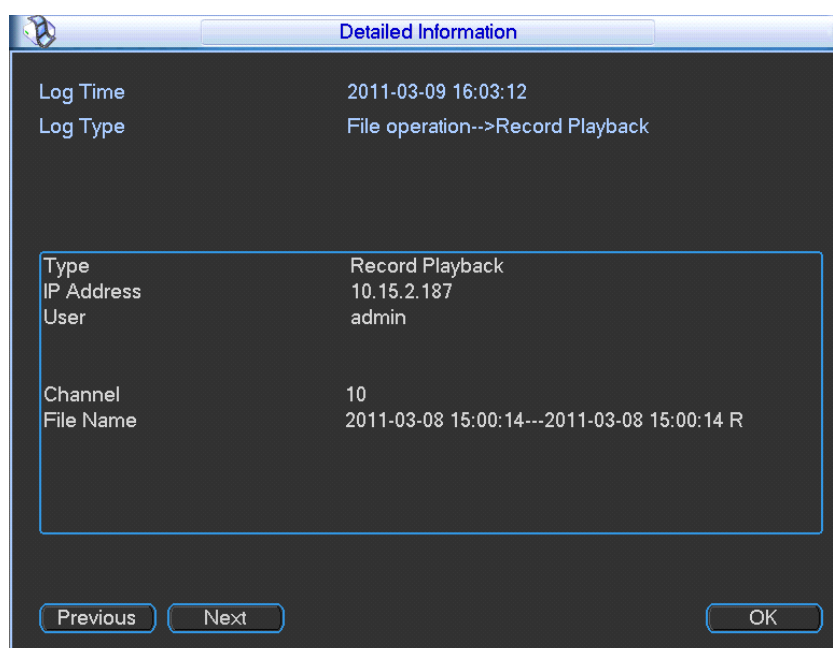 Detailed Information
Log Time 2011-03-09 16:03:12
Log Type File operation-->Record Playback
Type Record Playback
IP Address 10.15.2.187
User admin
Channel 10
File Name 2011-03-08 15:00:14---2011-03-08 15:00:14 R
Previous Next OK